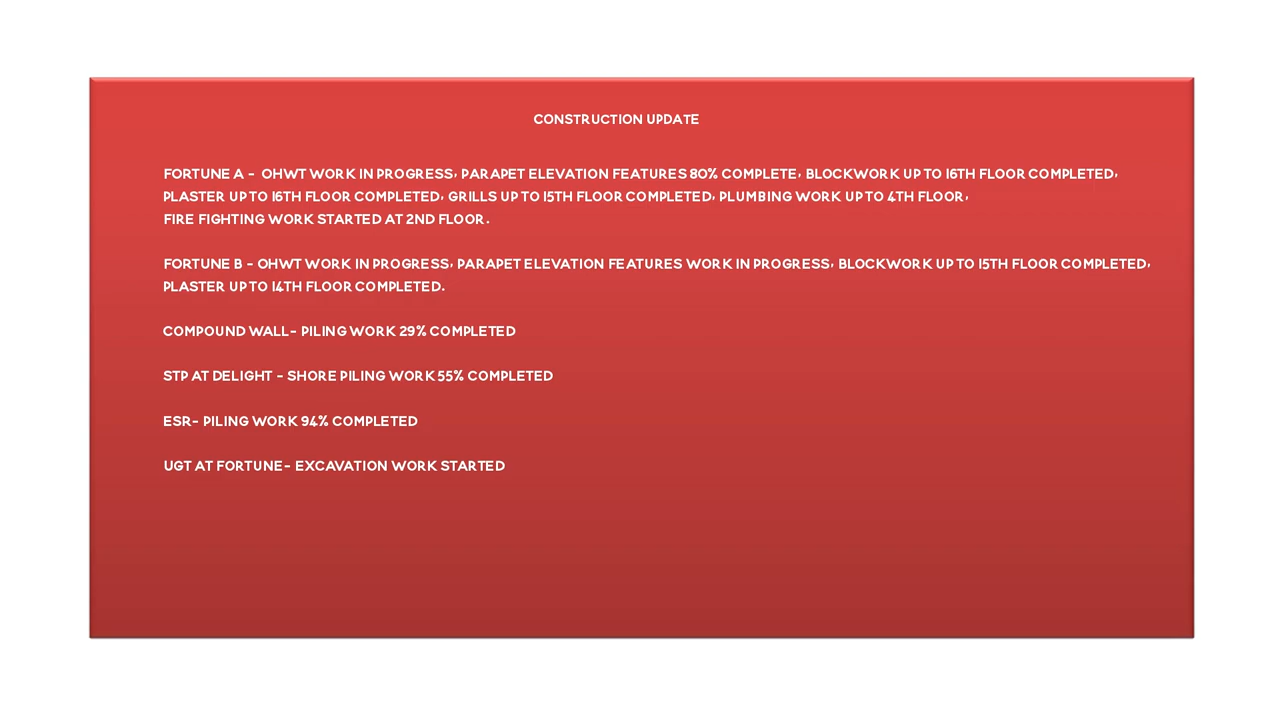 CONSTRUCTION UPDATE
FORTUNE A - OHWT WORK IN PROGRESS, PARAPET ELEVATION FEATURES 80% COMPLETE, BLOCKWORK UP TO 16TH FLOOR COMPLETED,
PLASTER UP TO 16TH FLOOR COMPLETED, GRILLS UP TO 15TH FLOOR COMPLETED, PLUMBING WORK UP TO 4TH FLOOR,
FIRE FIGHTING WORK STARTED AT 2ND FLOOR.
FORTUNE B - OHWT WORK IN PROGRESS, PARAPET ELEVATION FEATURES WORK IN PROGRESS, BLOCKWORK UP TO 15TH FLOOR COMPLETED,
PLASTER UP TO 14TH FLOOR COMPLETED.
COMPOUND WALL- PILING WORK 29% COMPLETED
STP AT DELIGHT - SHORE PILING WORK 55% COMPLETED
ESR- PILING WORK 94% COMPLETED
UGT AT FORTUNE- EXCAVATION WORK STARTED